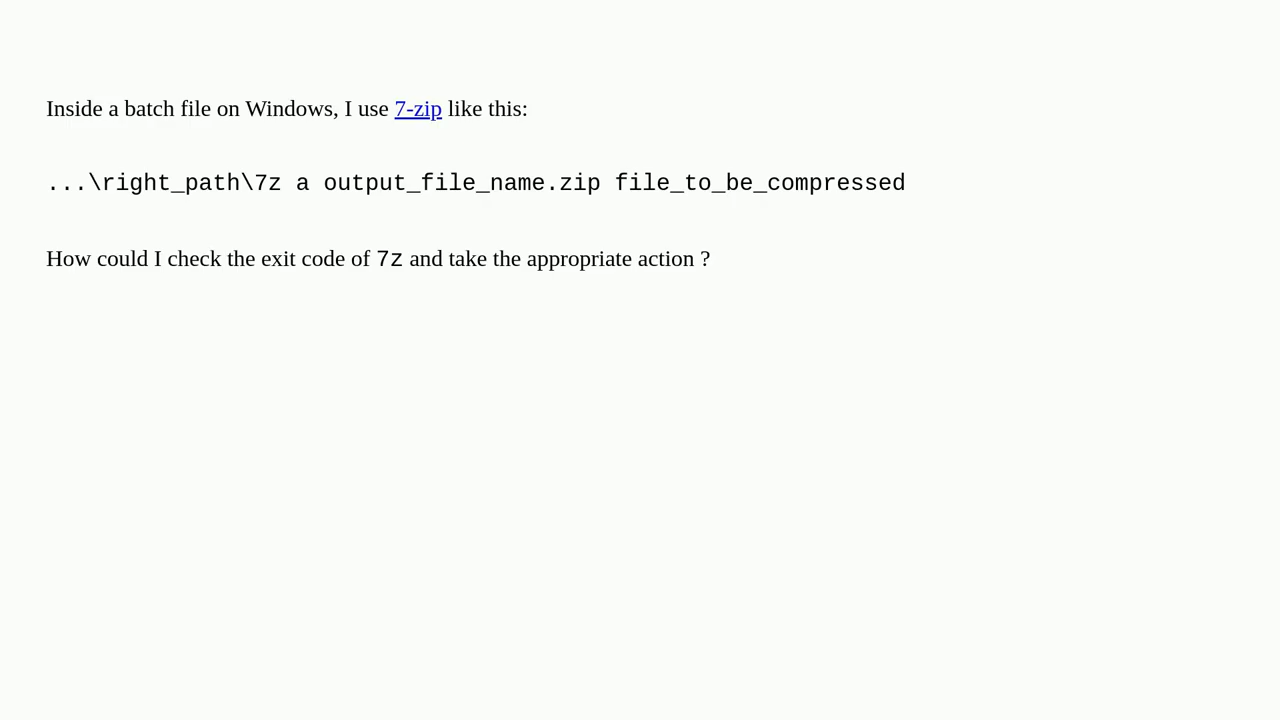 Inside a batch file on Windows, I use 7-zip like this:
...\right_path\7z a output_file_name.zip file_to_be_compressed
How could I check the exit code of 7z and take the appropriate action ?